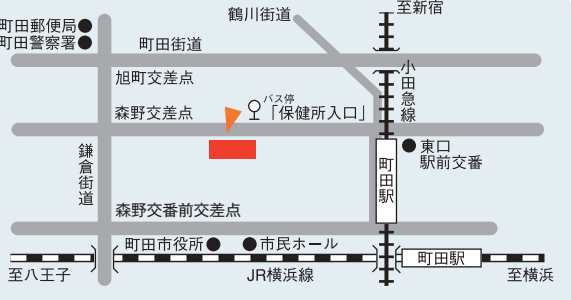 至新宿
鶴川街道
町田郵便局
町田警察署
町田街道
小田急線
旭町交差点
バス停
「保健所入口」
森野交差点
東口
駅前交番
鎌倉街道
町田駅
森野交番前交差点
町田市役所
市民ホール
町田駅
至八王子
JR横浜線
至横浜